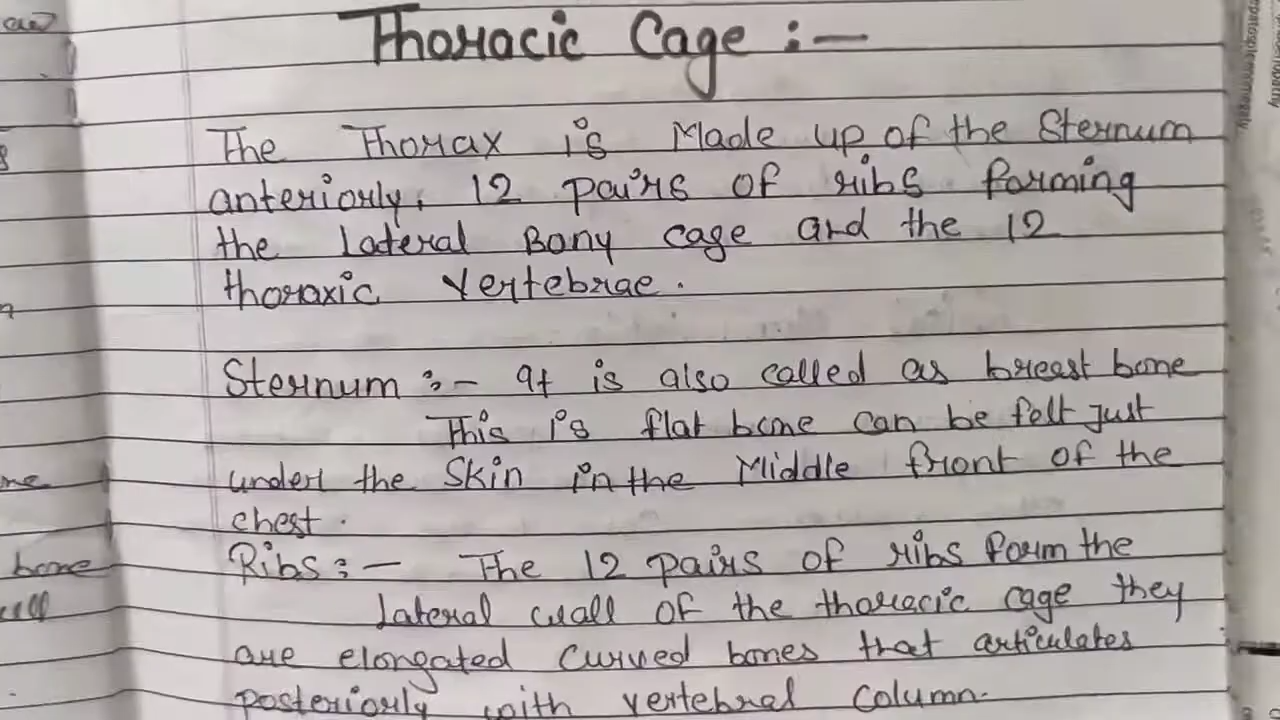 Thoracic Cage :-
The Thorax is Made up of the Sternum
anteriorly, 12 pairs of ribs forming
the Lateral Bony cage and the 12
thoraxic Vertebrae.
Sternum :- It is also called as breast bone
This is flat bone can be felt Just
under the Skin in the Middle front of the
chest.
Ribs :- The 12 pairs of ribs form the
Lateral wall of the thoracic cage they
are elongated curved bones that articulates
posteriorly with vertebral column.
bone